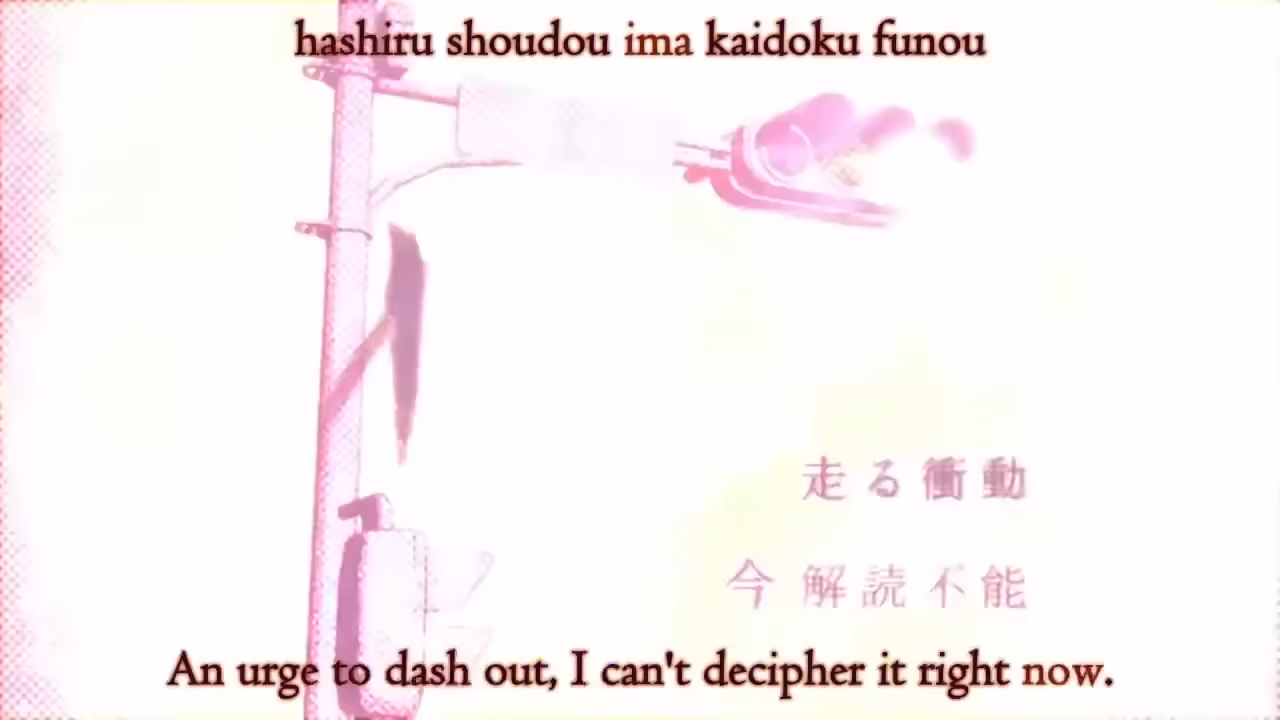 hashiru shoudou ima kaidoku funou
走る衝動
今 解読不能
An urge to dash out, I can't decipher it right now.